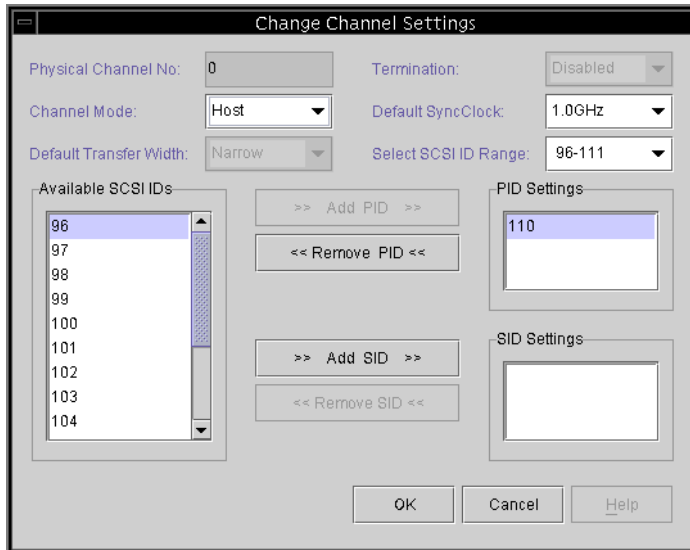 Change Channel Settings
Physical Channel No: 0 Termination: Disabled
Channel Mode: Host Default SyncClock: 1.0GHz
Default Transfer Width: Narrow Select SCSI ID Range: 96-111
Available SCSI IDs
96
97
98
99
100
101
102
103
104
>> Add PID >>
<< Remove PID <<
>> Add SID >>
<< Remove SID <<
PID Settings
110
SID Settings
OK Cancel Help